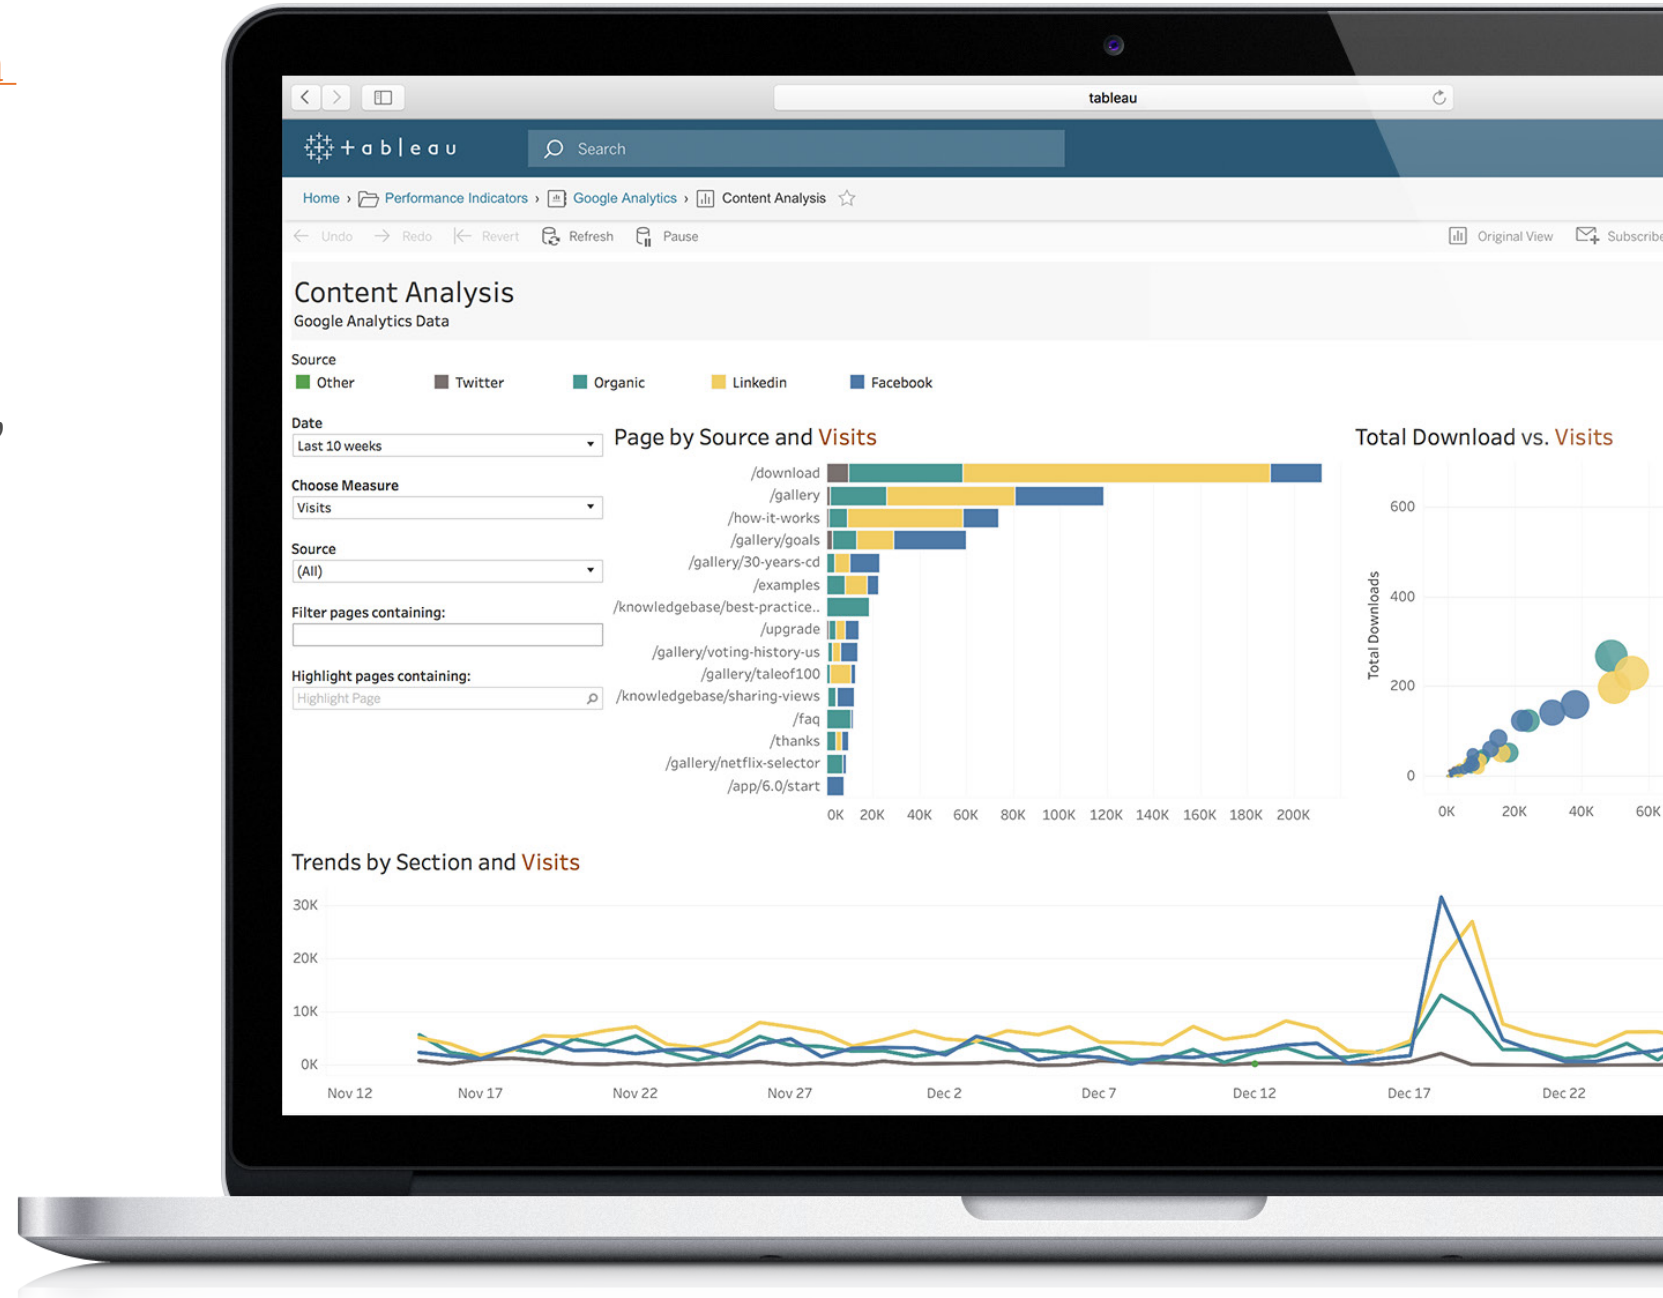 tableau
tableau
Search
Home › Performance Indicators › Google Analytics › Content Analysis
Undo Redo Revert Refresh Pause Original View Subscribe
Content Analysis
Google Analytics Data
Source
Other Twitter Organic Linkedin Facebook
Date
Last 10 weeks
Choose Measure
Visits
Source
(All)
Filter pages containing:
Highlight pages containing:
Highlight Page
Page by Source and Visits
/download
/gallery
/how-it-works
/gallery/goals
/gallery/30-years-cd
/examples
/knowledgebase/best-practice..
/upgrade
/gallery/voting-history-us
/gallery/taleof100
/knowledgebase/sharing-views
/faq
/thanks
/gallery/netflix-selector
/app/6.0/start
0K 20K 40K 60K 80K 100K 120K 140K 160K 180K 200K
Total Download vs. Visits
Total Downloads
600
400
200
0
0K 20K 40K 60K
Trends by Section and Visits
30K
20K
10K
0K
Nov 12 Nov 17 Nov 22 Nov 27 Dec 2 Dec 7 Dec 12 Dec 17 Dec 22